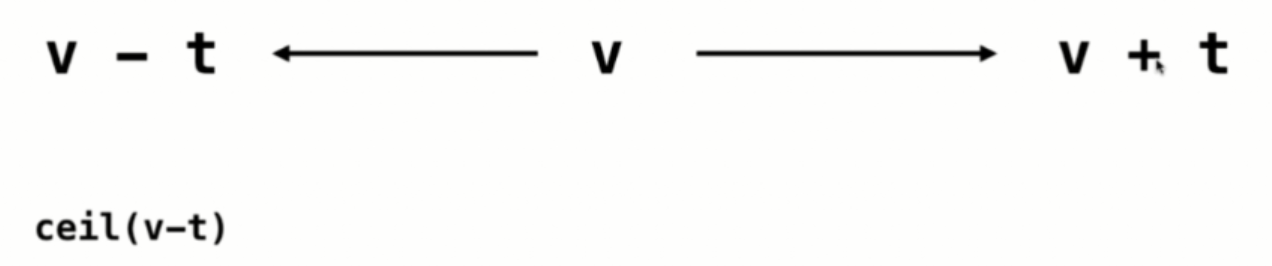 v - t v v + t
ceil(v-t)